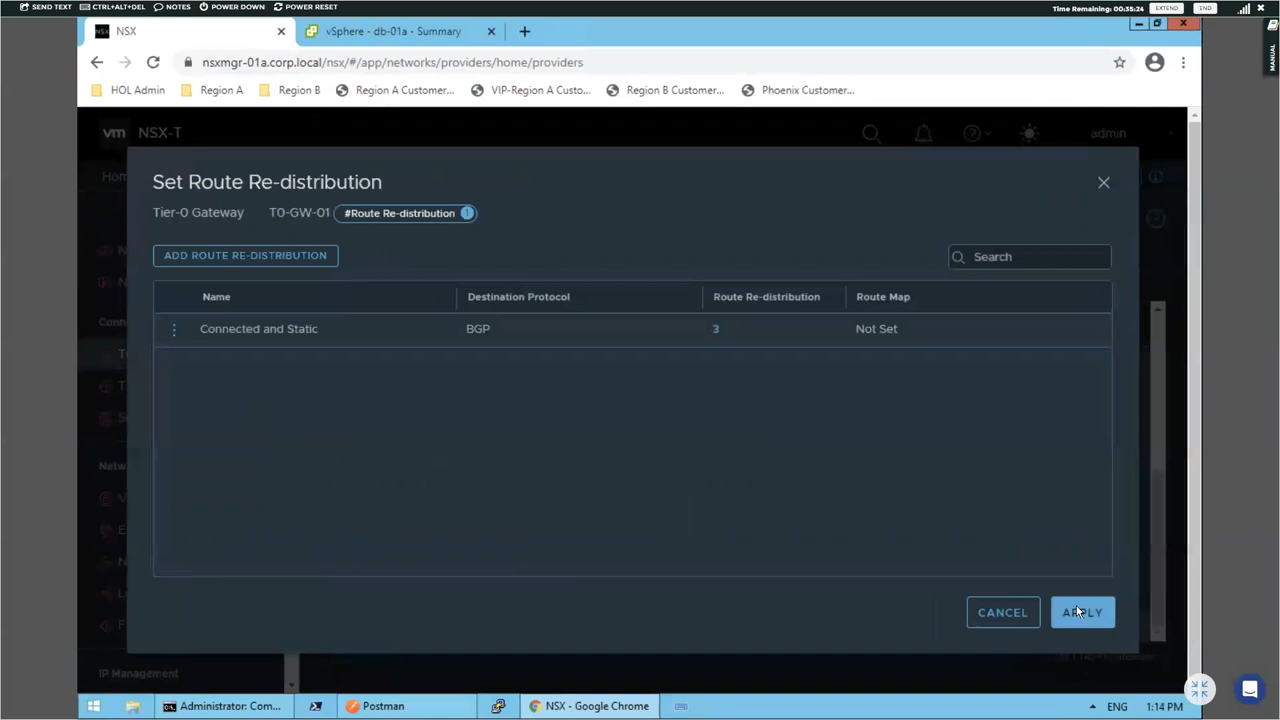 SEND TEXT CTRL+ALT+DEL NOTES POWER DOWN POWER RESET Time Remaining: 00:35:24 EXTEND END
MANUAL
NSX NSX vSphere - db-01a - Summary
nsxmgr-01a.corp.local/nsx/#/app/networks/providers/home/providers
HOL Admin Region A Region B Region A Customer... VIP-Region A Custo... Region B Customer... Phoenix Customer...
vm NSX-T admin
Hom
Set Route Re-distribution
Tier-0 Gateway T0-GW-01 #Route Re-distribution
ADD ROUTE RE-DISTRIBUTION Search
Name Destination Protocol Route Re-distribution Route Map
Connected and Static BGP 3 Not Set
CANCEL APPLY
IP Management
Administrator: Com... Postman NSX - Google Chrome ENG 1:14 PM